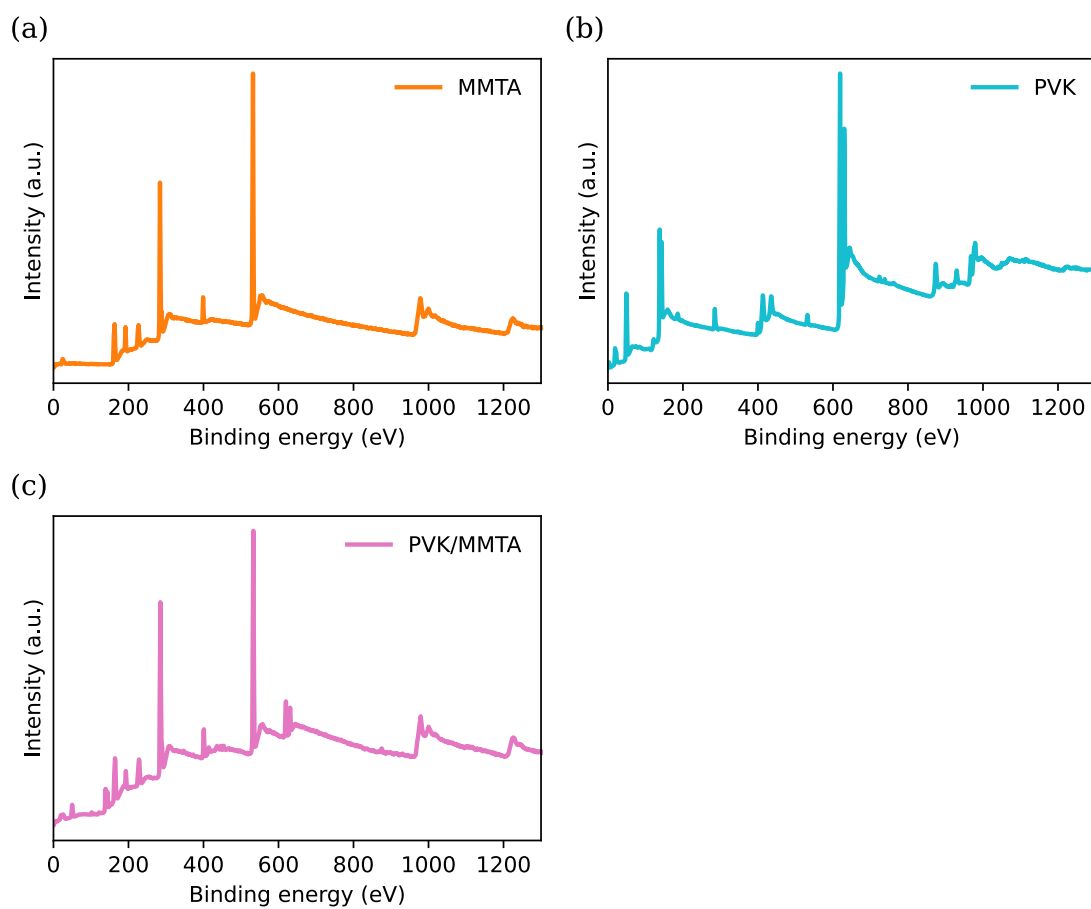 (a)
MMTA
Intensity (a.u.)
0 200 400 600 800 1000 1200
Binding energy (eV)
(b)
PVK
Intensity (a.u.)
0 200 400 600 800 1000 1200
Binding energy (eV)
(c)
PVK/MMTA
Intensity (a.u.)
0 200 400 600 800 1000 1200
Binding energy (eV)